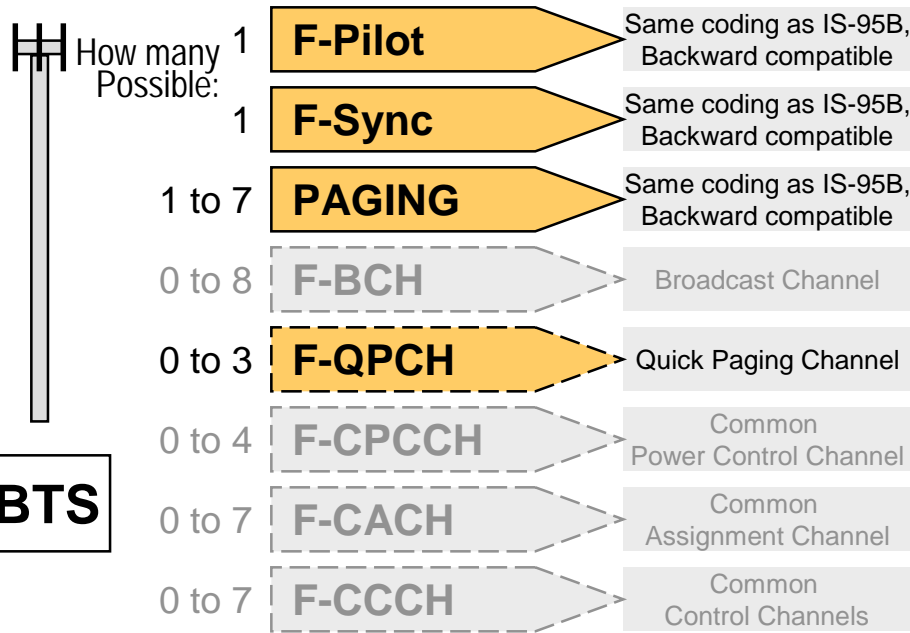 How many
Possible:
1 F-Pilot Same coding as IS-95B,
Backward compatible
1 F-Sync Same coding as IS-95B,
Backward compatible
1 to 7 PAGING Same coding as IS-95B,
Backward compatible
0 to 8 F-BCH Broadcast Channel
0 to 3 F-QPCH Quick Paging Channel
0 to 4 F-CPCCH Common
Power Control Channel
BTS
0 to 7 F-CACH Common
Assignment Channel
0 to 7 F-CCCH Common
Control Channels